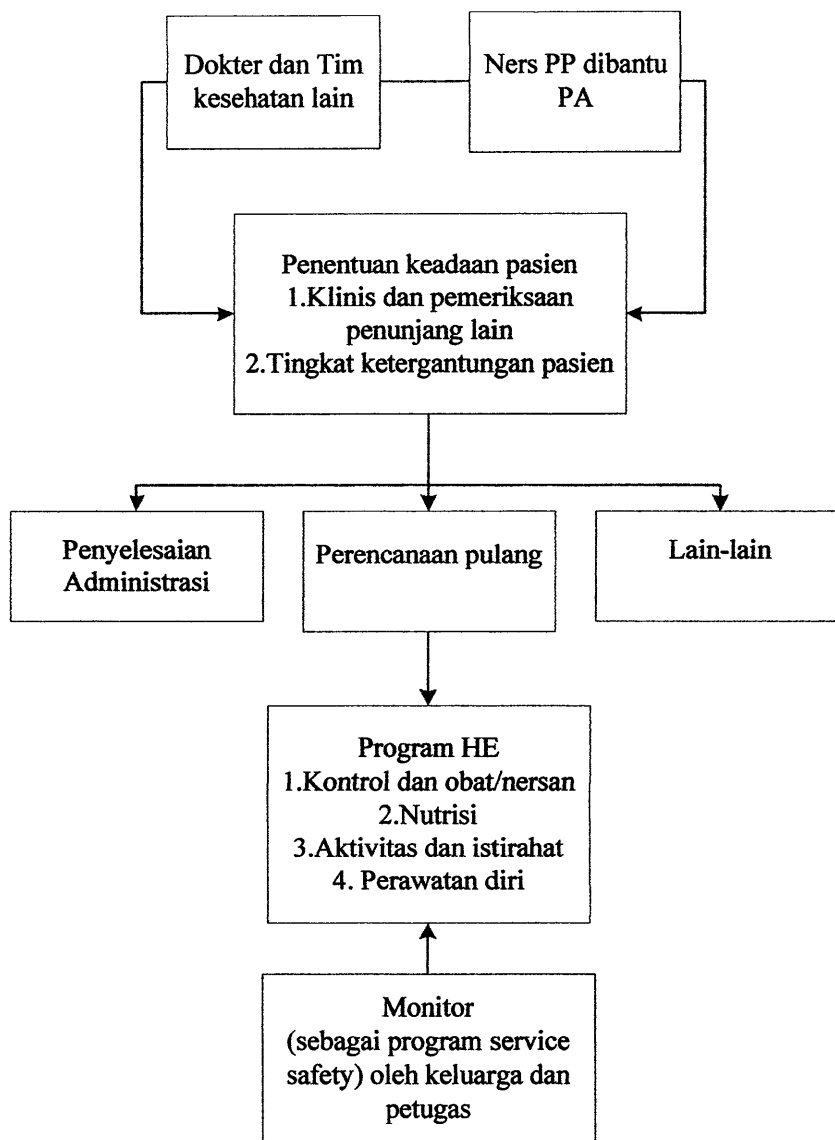 Dokter dan Tim
kesehatan lain
Ners PP dibantu
PA
Penentuan keadaan pasien
1.Klinis dan pemeriksaan
penunjang lain
2.Tingkat ketergantungan pasien
Penyelesaian
Administrasi
Perencanaan pulang
Lain-lain
Program HE
1.Kontrol dan obat/nersan
2.Nutrisi
3.Aktivitas dan istirahat
4. Perawatan diri
Monitor
(sebagai program service
safety) oleh keluarga dan
petugas